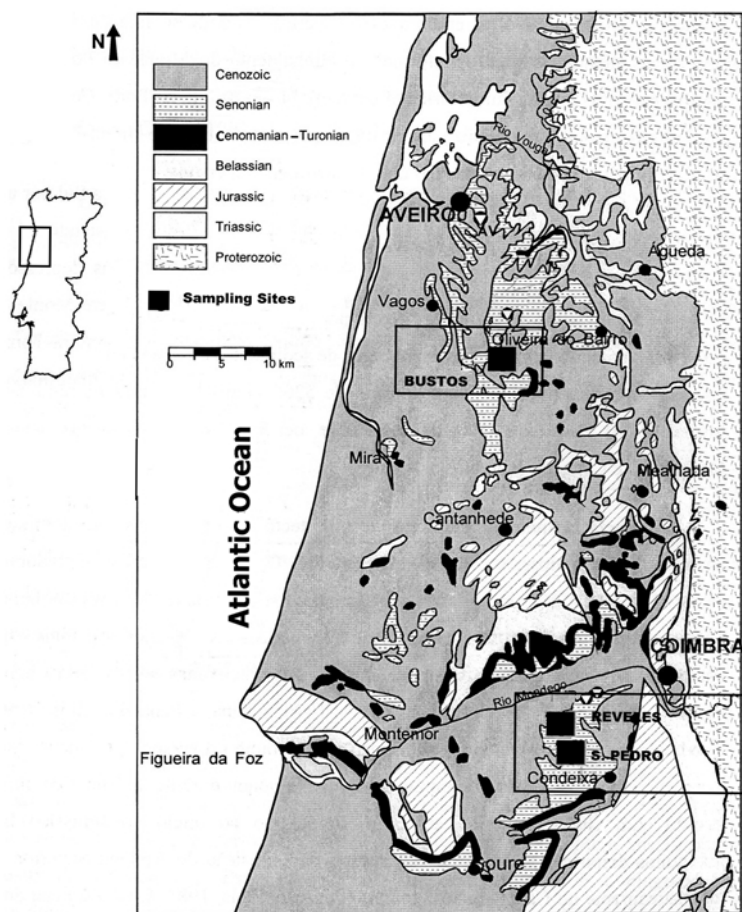 N
Cenozoic
Senonian
Cenomanian-Turonian
Belassian
Jurassic
Triassic
Proterozoic
Sampling Sites
0 10 km
Rio Vouga
AVEIRO
Águeda
Vagos
Oliveira do Bairro
BUSTOS
Mira
Mealhada
Cantanhede
Atlantic Ocean
COIMBRA
Rio Mondego
REVELES
Montemor
S. PEDRO
Figueira da Foz
Condeixa
Soure